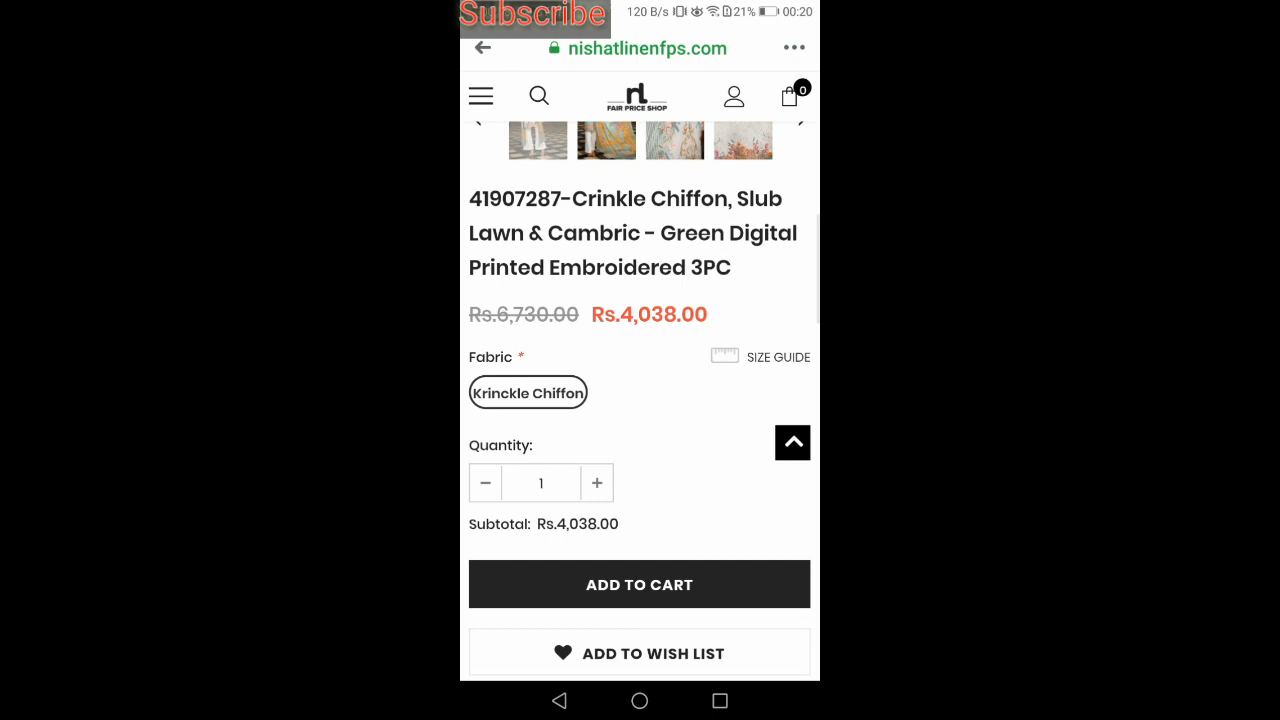 Subscribe
120 B/s 21% 00:20
nishatlinenfps.com
nl
FAIR PRICE SHOP
0
41907287-Crinkle Chiffon, Slub
Lawn & Cambric - Green Digital
Printed Embroidered 3PC
Rs.6,730.00 Rs.4,038.00
Fabric * SIZE GUIDE
Krinckle Chiffon
Quantity:
− 1 +
Subtotal: Rs.4,038.00
ADD TO CART
ADD TO WISH LIST